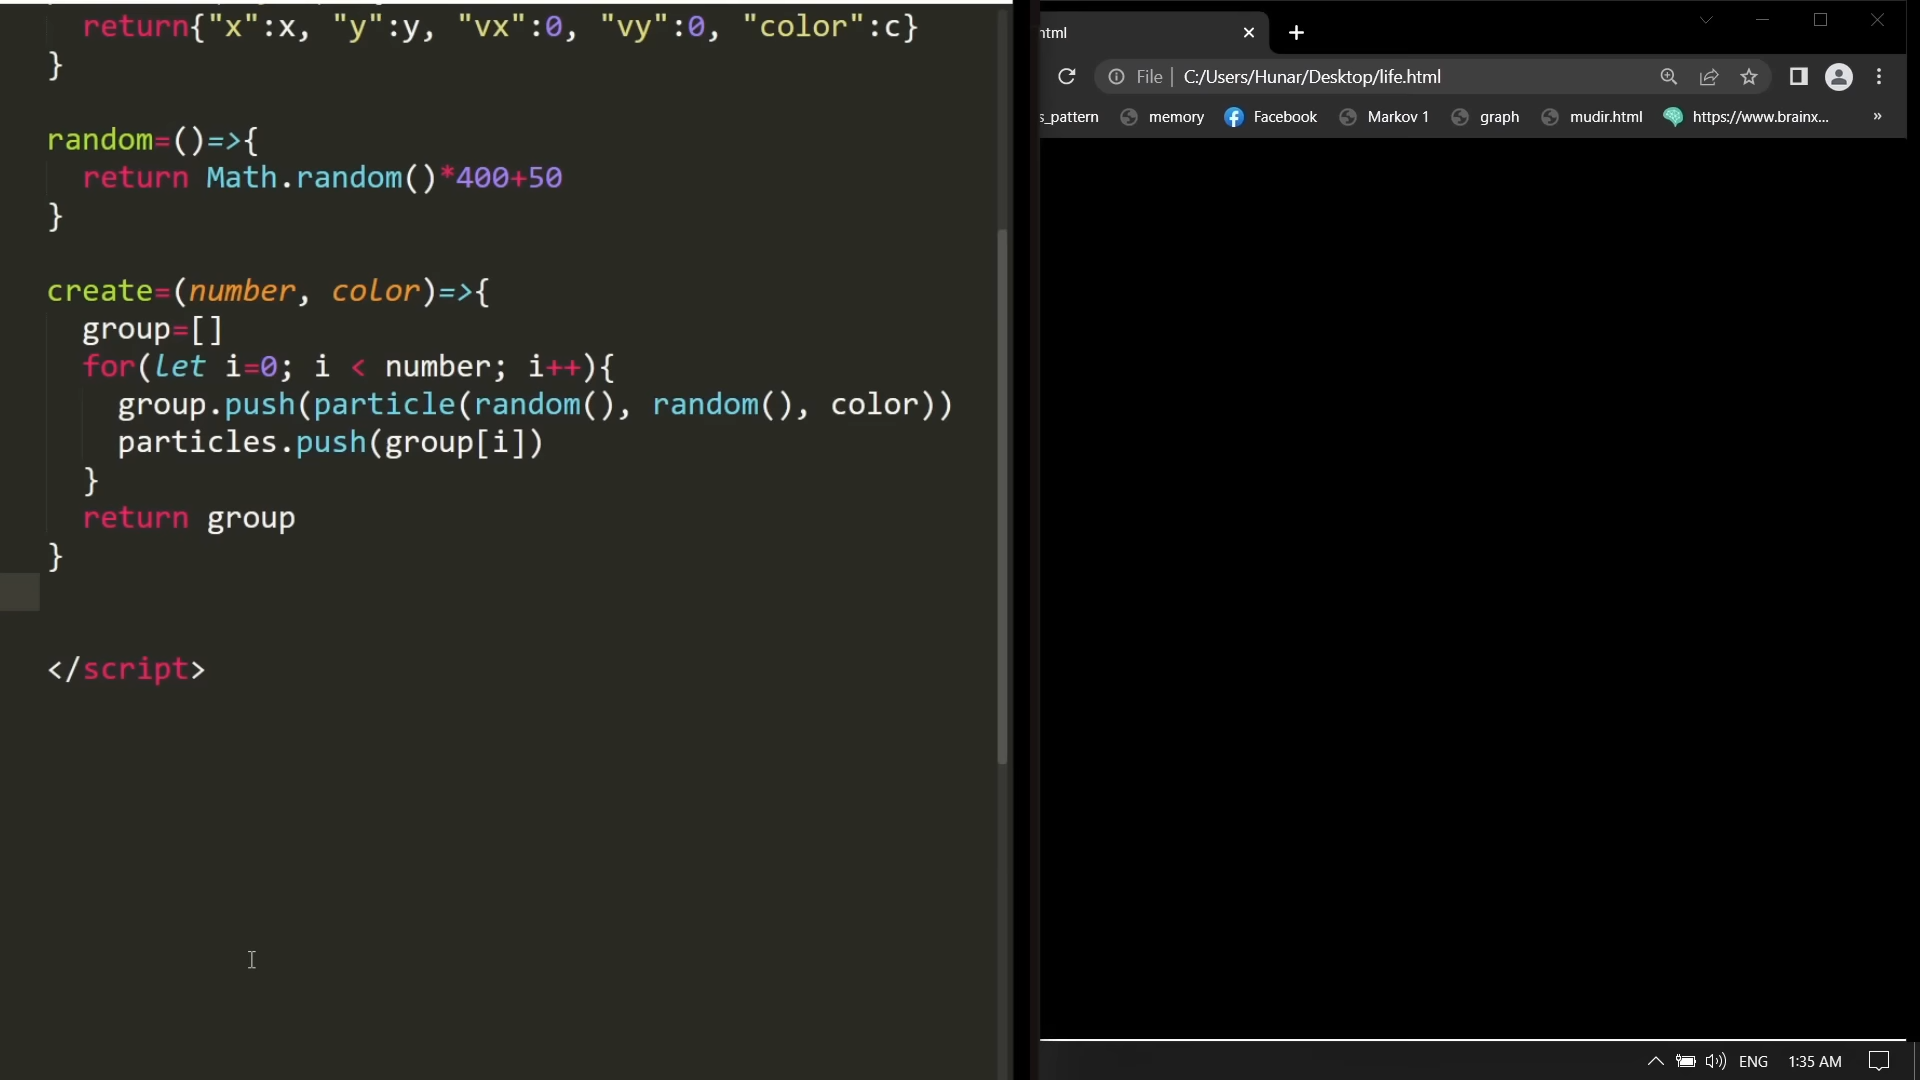 return{"x":x, "y":y, "vx":0, "vy":0, "color":c}
}
random=()=>{
return Math.random()*400+50
}
create=(number, color)=>{
group=[]
for(let i=0; i < number; i++){
group.push(particle(random(), random(), color))
particles.push(group[i])
}
return group
}
</script>
html
File | C:/Users/Hunar/Desktop/life.html
s_pattern memory Facebook Markov 1 graph mudir.html https://www.brainx... »
ENG 1:35 AM